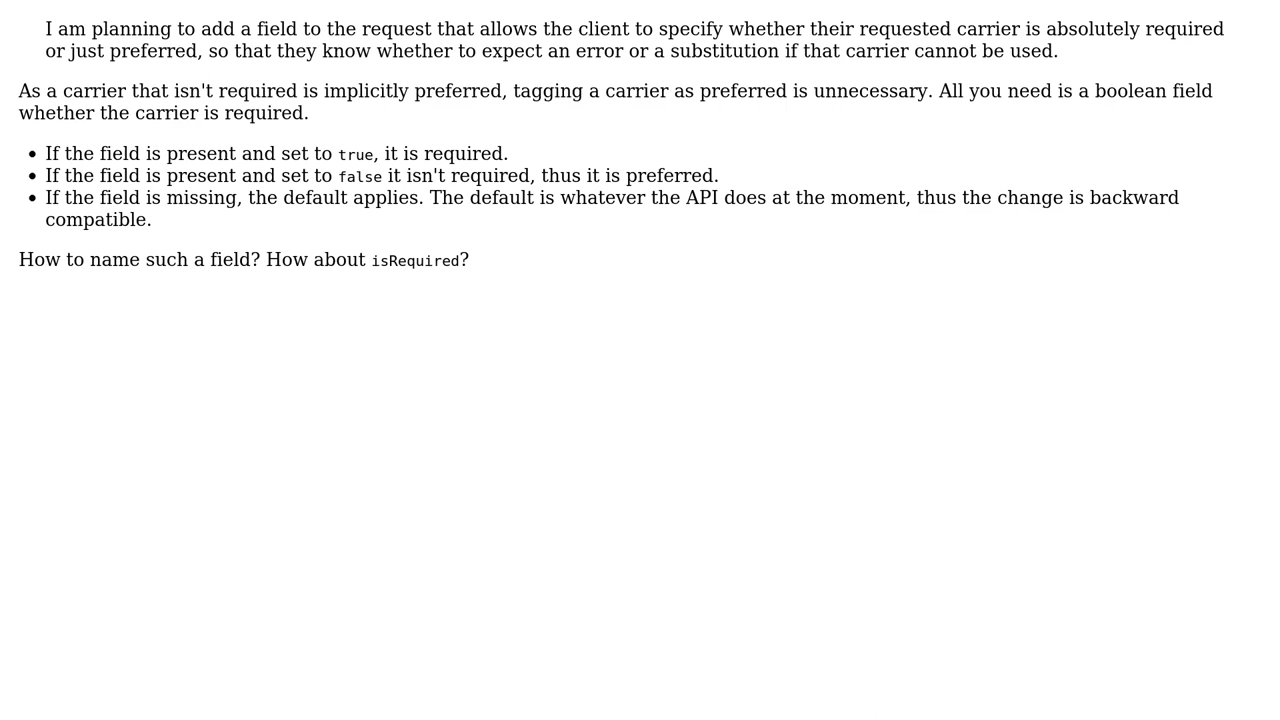 I am planning to add a field to the request that allows the client to specify whether their requested carrier is absolutely required
or just preferred, so that they know whether to expect an error or a substitution if that carrier cannot be used.
As a carrier that isn't required is implicitly preferred, tagging a carrier as preferred is unnecessary. All you need is a boolean field
whether the carrier is required.
• If the field is present and set to true, it is required.
• If the field is present and set to false it isn't required, thus it is preferred.
• If the field is missing, the default applies. The default is whatever the API does at the moment, thus the change is backward
compatible.
How to name such a field? How about isRequired?